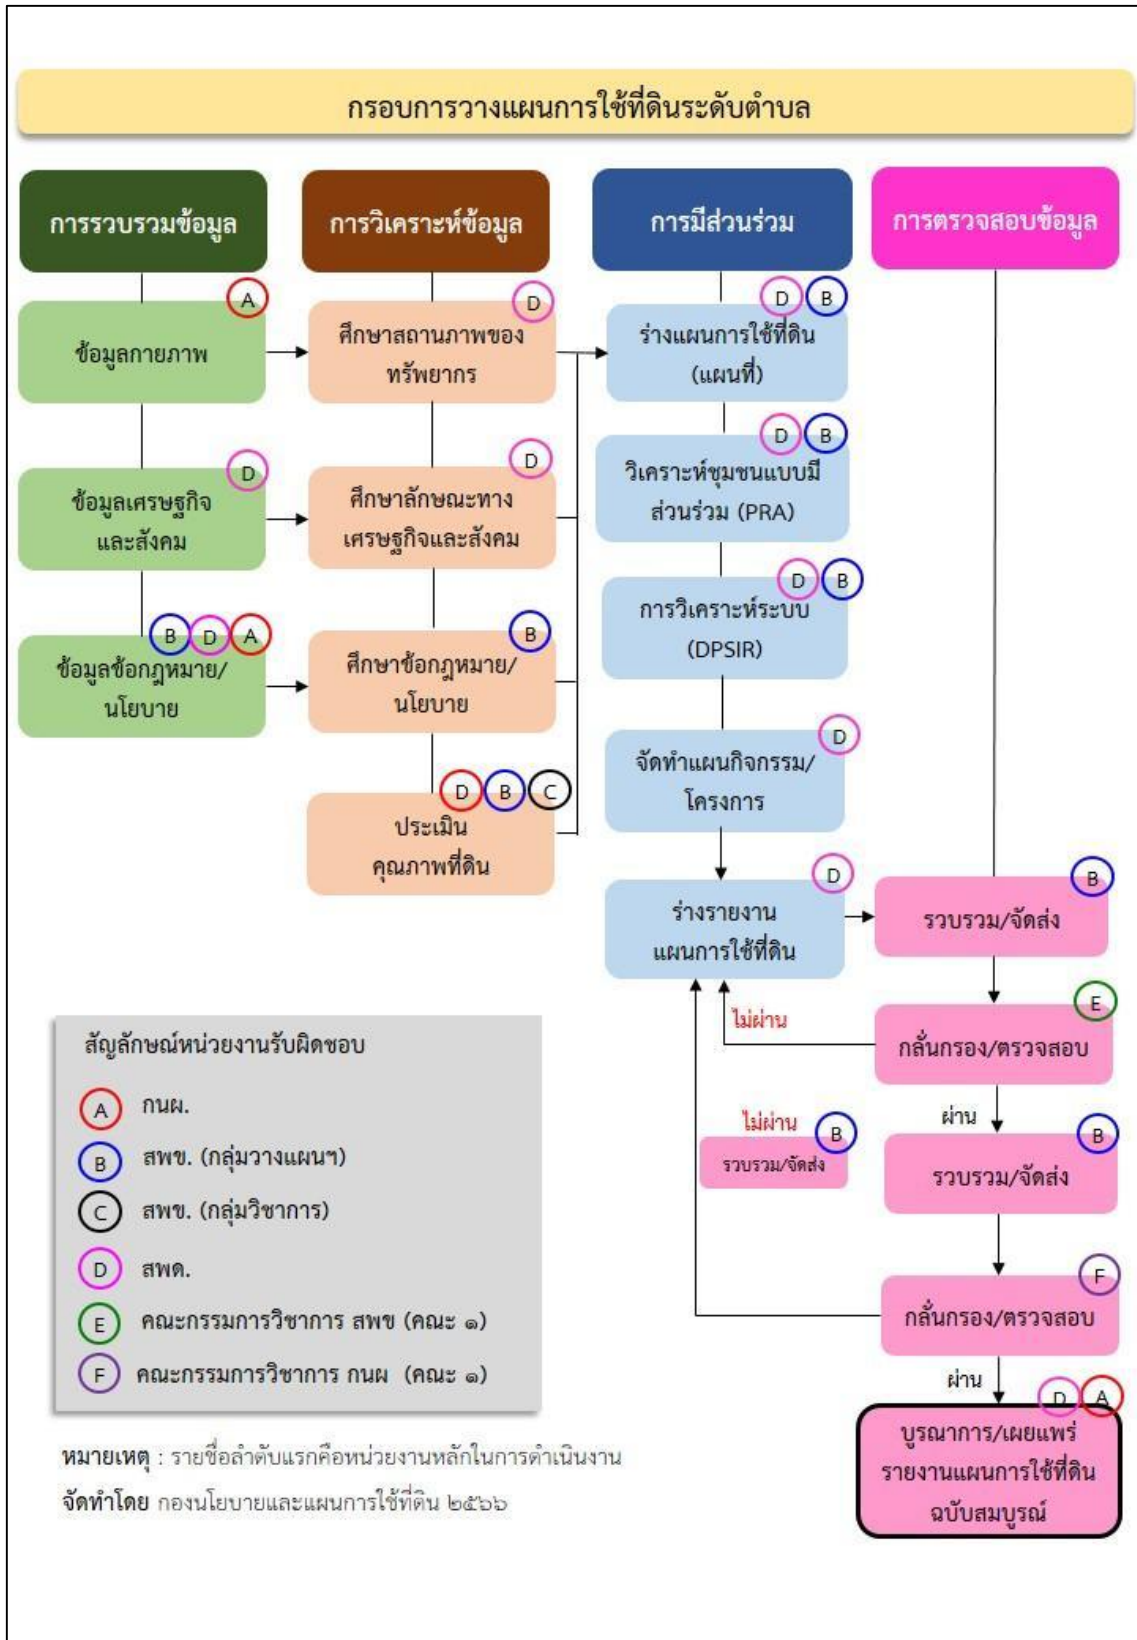 กรอบการวางแผนการใช้ที่ดินระดับตำบล
การรวบรวมข้อมูล
A
ข้อมูลกายภาพ
D
ข้อมูลเศรษฐกิจ
และสังคม
B D A
ข้อมูลข้อกฎหมาย/
นโยบาย
การวิเคราะห์ข้อมูล
D
ศึกษาสถานภาพของ
ทรัพยากร
D
ศึกษาลักษณะทาง
เศรษฐกิจและสังคม
B
ศึกษาข้อกฎหมาย/
นโยบาย
D B C
ประเมิน
คุณภาพที่ดิน
การมีส่วนร่วม
D B
ร่างแผนการใช้ที่ดิน
(แผนที่)
D B
วิเคราะห์ชุมชนแบบมี
ส่วนร่วม (PRA)
D B
การวิเคราะห์ระบบ
(DPSIR)
D
จัดทำแผนกิจกรรม/
โครงการ
D
ร่างรายงาน
แผนการใช้ที่ดิน
การตรวจสอบข้อมูล
B
รวบรวม/จัดส่ง
E
กลั่นกรอง/ตรวจสอบ
ไม่ผ่าน
ผ่าน
B
รวบรวม/จัดส่ง
ไม่ผ่าน
B
รวบรวม/จัดส่ง
F
กลั่นกรอง/ตรวจสอบ
ผ่าน
D A
บูรณาการ/เผยแพร่
รายงานแผนการใช้ที่ดิน
ฉบับสมบูรณ์
สัญลักษณ์หน่วยงานรับผิดชอบ
A กนผ.
B สพข. (กลุ่มวางแผนฯ)
C สพข. (กลุ่มวิชาการ)
D สพด.
E คณะกรรมการวิชาการ สพข (คณะ ๑)
F คณะกรรมการวิชาการ กนผ (คณะ ๑)
หมายเหตุ : รายชื่อลำดับแรกคือหน่วยงานหลักในการดำเนินงาน
จัดทำโดย กองนโยบายและแผนการใช้ที่ดิน ๒๕๖๖